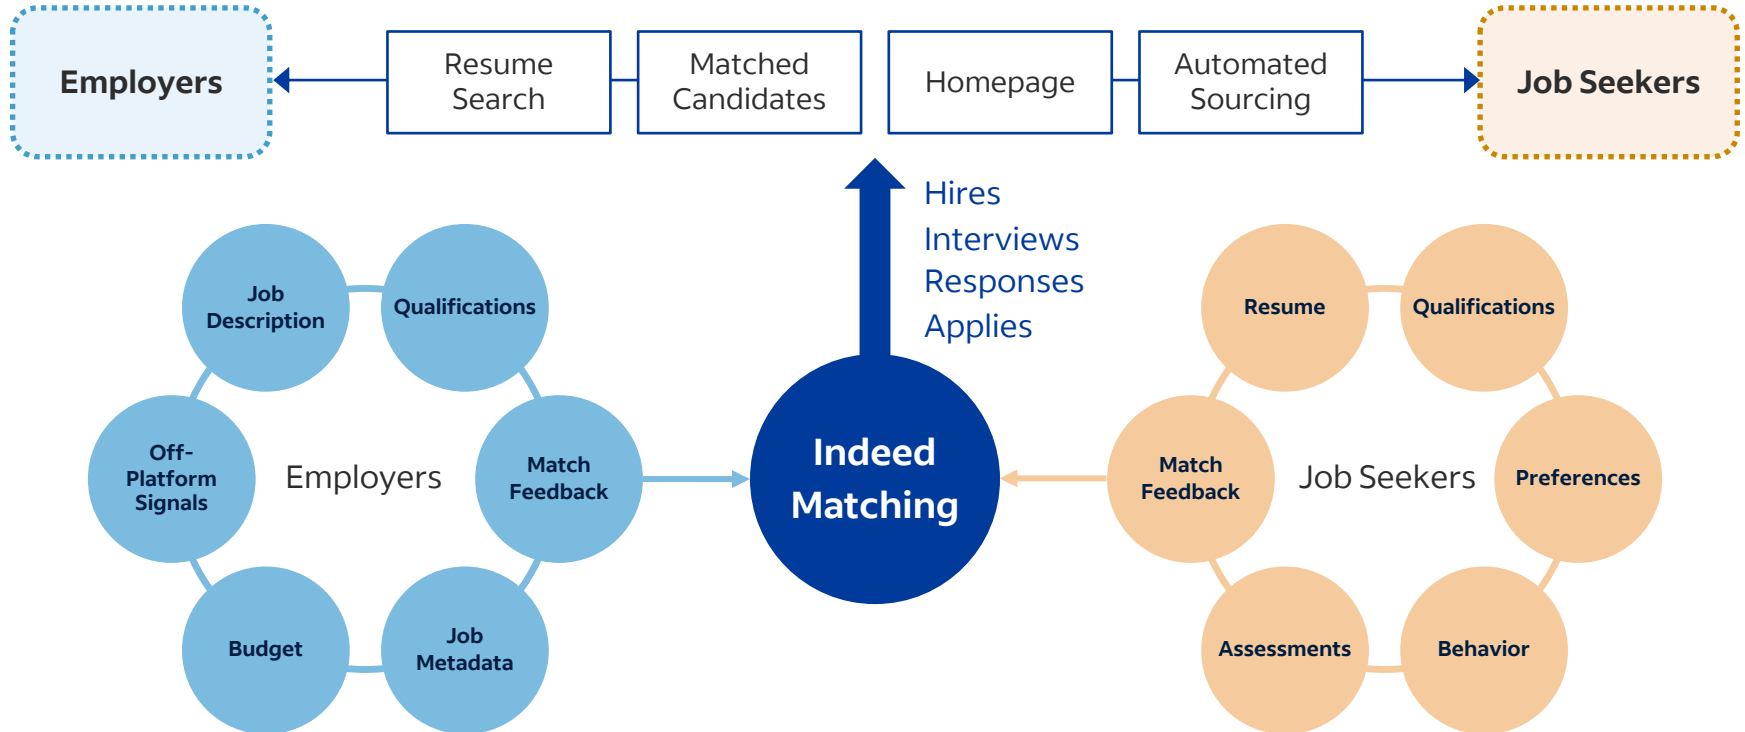 Employers
Resume
Search
Matched
Candidates
Homepage
Automated
Sourcing
Job Seekers
Hires
Interviews
Responses
Applies
Job
Description
Qualifications
Off-
Platform
Signals
Employers
Match
Feedback
Budget
Job
Metadata
Indeed
Matching
Resume
Qualifications
Match
Feedback
Job Seekers
Preferences
Assessments
Behavior